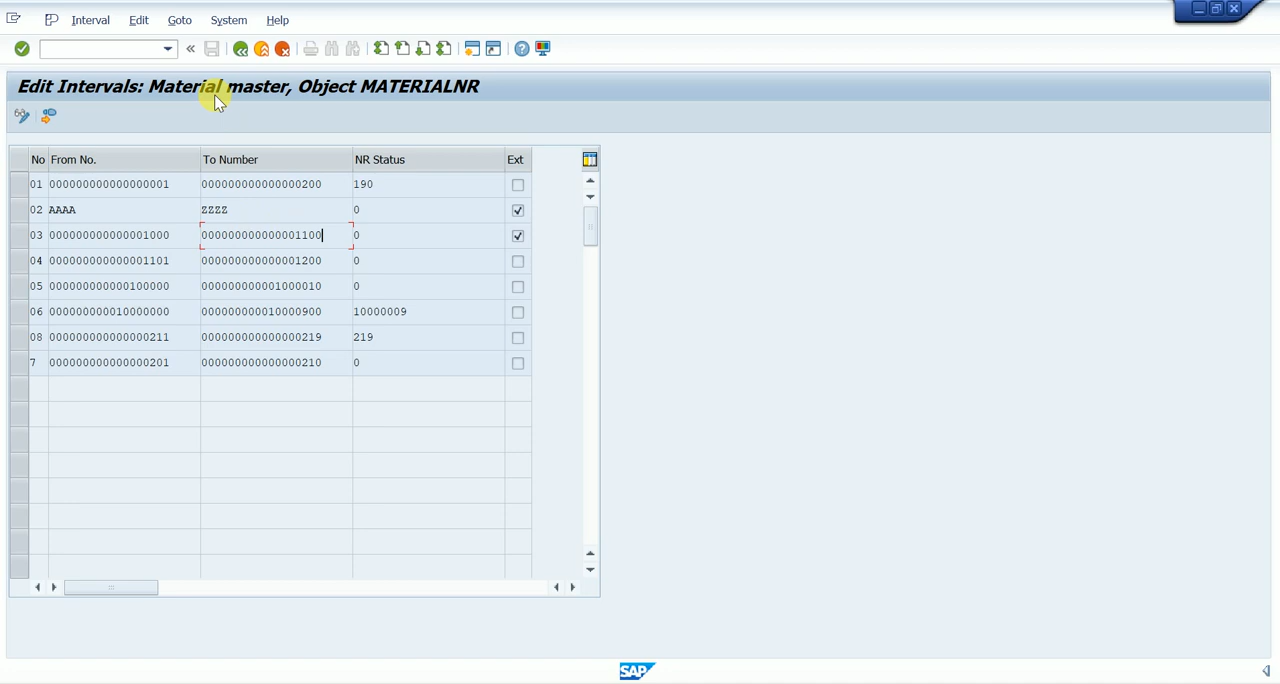 Interval Edit Goto System Help
Edit Intervals: Material master, Object MATERIALNR
No From No. To Number NR Status Ext
01 000000000000000001 000000000000000200 190
02 AAAA ZZZZ 0
03 000000000000001000 000000000000001100 0
04 000000000000001101 000000000000001200 0
05 000000000000100000 000000000001000010 0
06 000000000010000000 000000000010000900 10000009
08 000000000000000211 000000000000000219 219
7 000000000000000201 000000000000000210 0
SAP